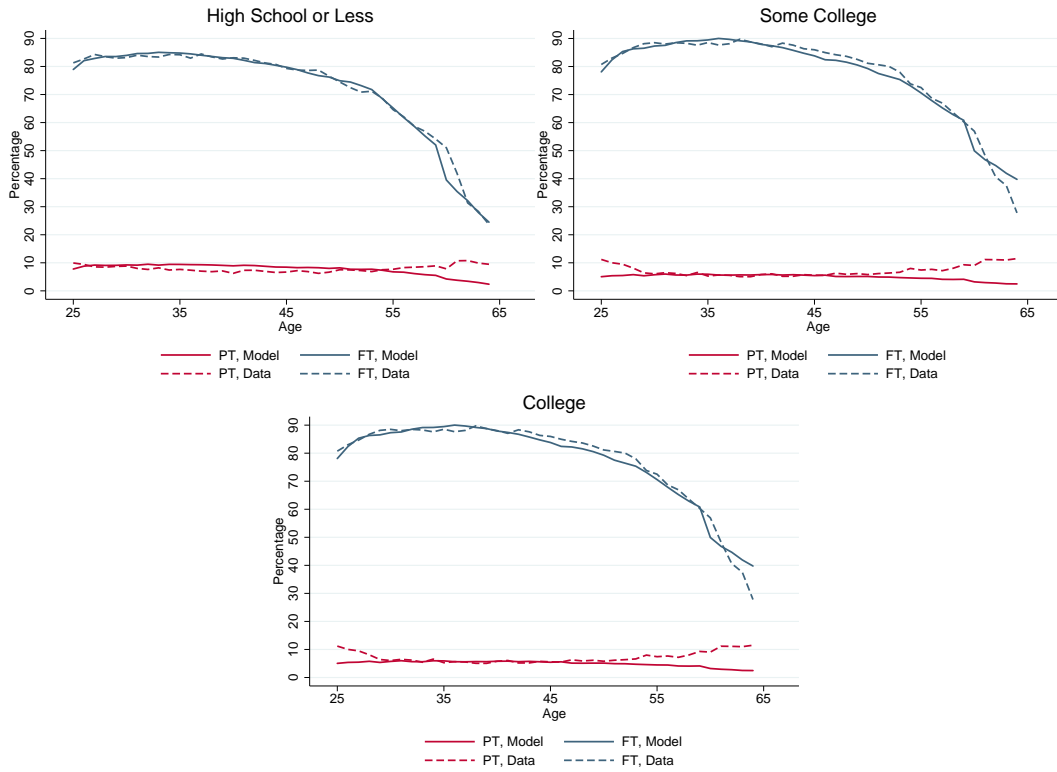 High School or Less
Percentage
90
80
70
60
50
40
30
20
10
0
25 35 45 55 65
Age
PT, Model FT, Model
PT, Data FT, Data
Some College
Percentage
90
80
70
60
50
40
30
20
10
0
25 35 45 55 65
Age
PT, Model FT, Model
PT, Data FT, Data
College
Percentage
90
80
70
60
50
40
30
20
10
0
25 35 45 55 65
Age
PT, Model FT, Model
PT, Data FT, Data